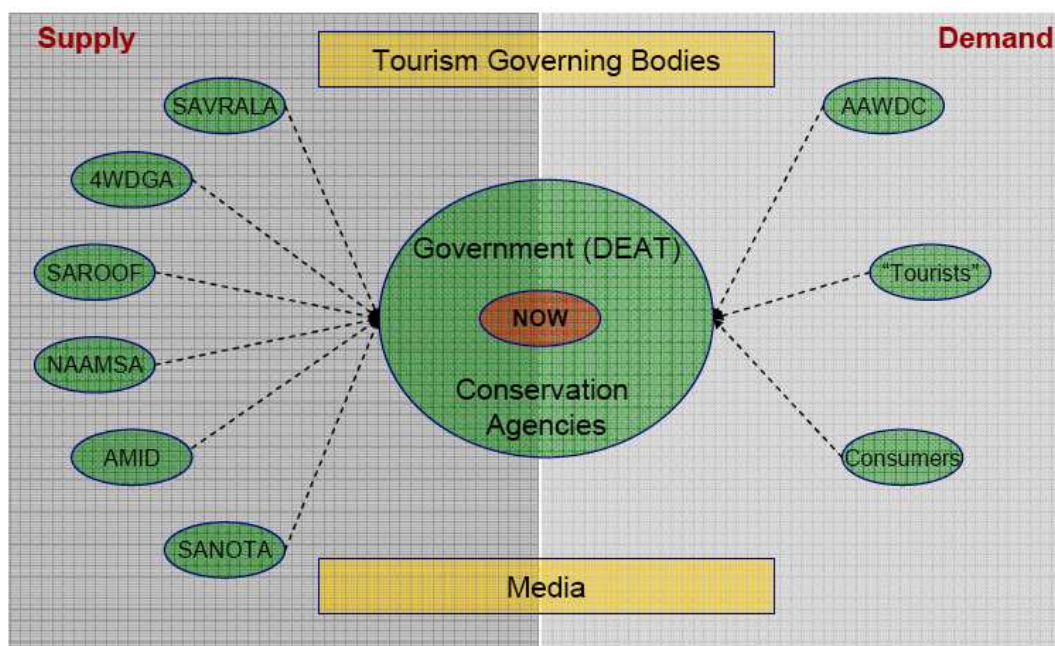 Supply
Demand
Tourism Governing Bodies
SAVRALA
AAWDC
4WDGA
SAROOF
"Tourists"
Government (DEAT)
NOW
NAAMSA
Conservation
Agencies
AMID
Consumers
SANOTA
Media